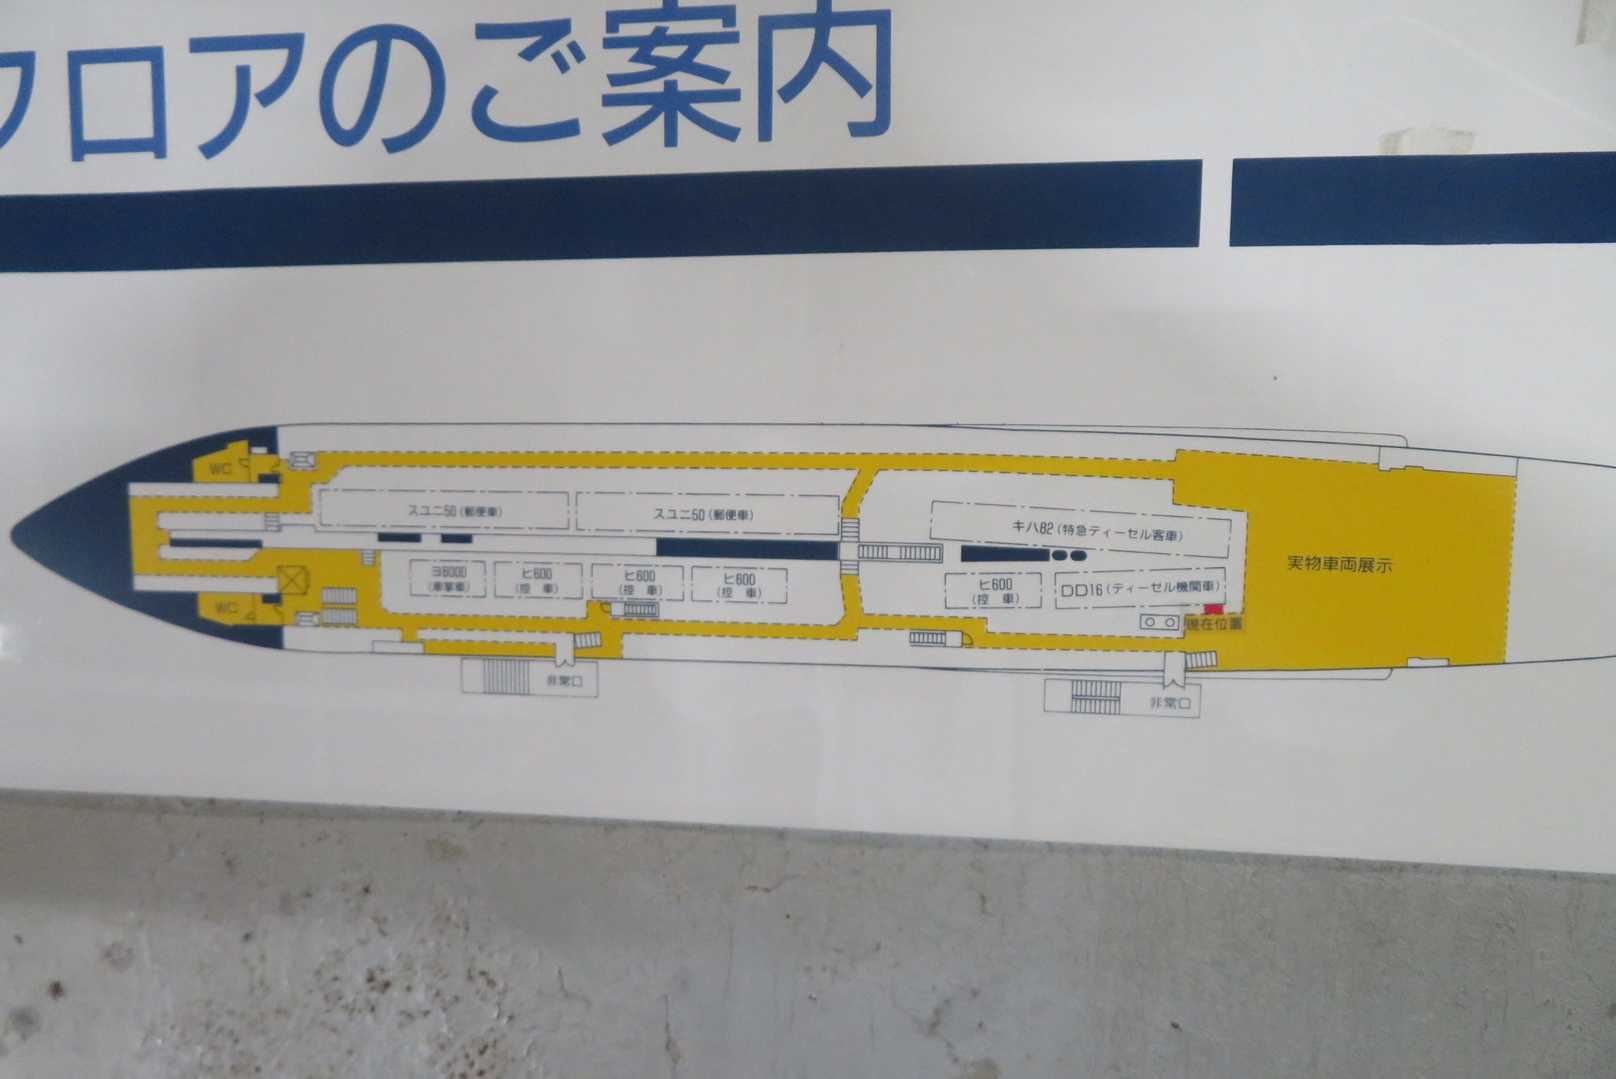 フロアのご案内
WC
スユニ50(郵便車)
スユニ50(郵便車)
キハ82(特急ディーゼル客車)
実物車両展示
ヨ6000
(車掌車)
ヒ600
(控 車)
ヒ600
(控 車)
ヒ600
(控 車)
ヒ600
(控 車)
DD16(ディーゼル機関車)
WC
現在位置
非常口
非常口